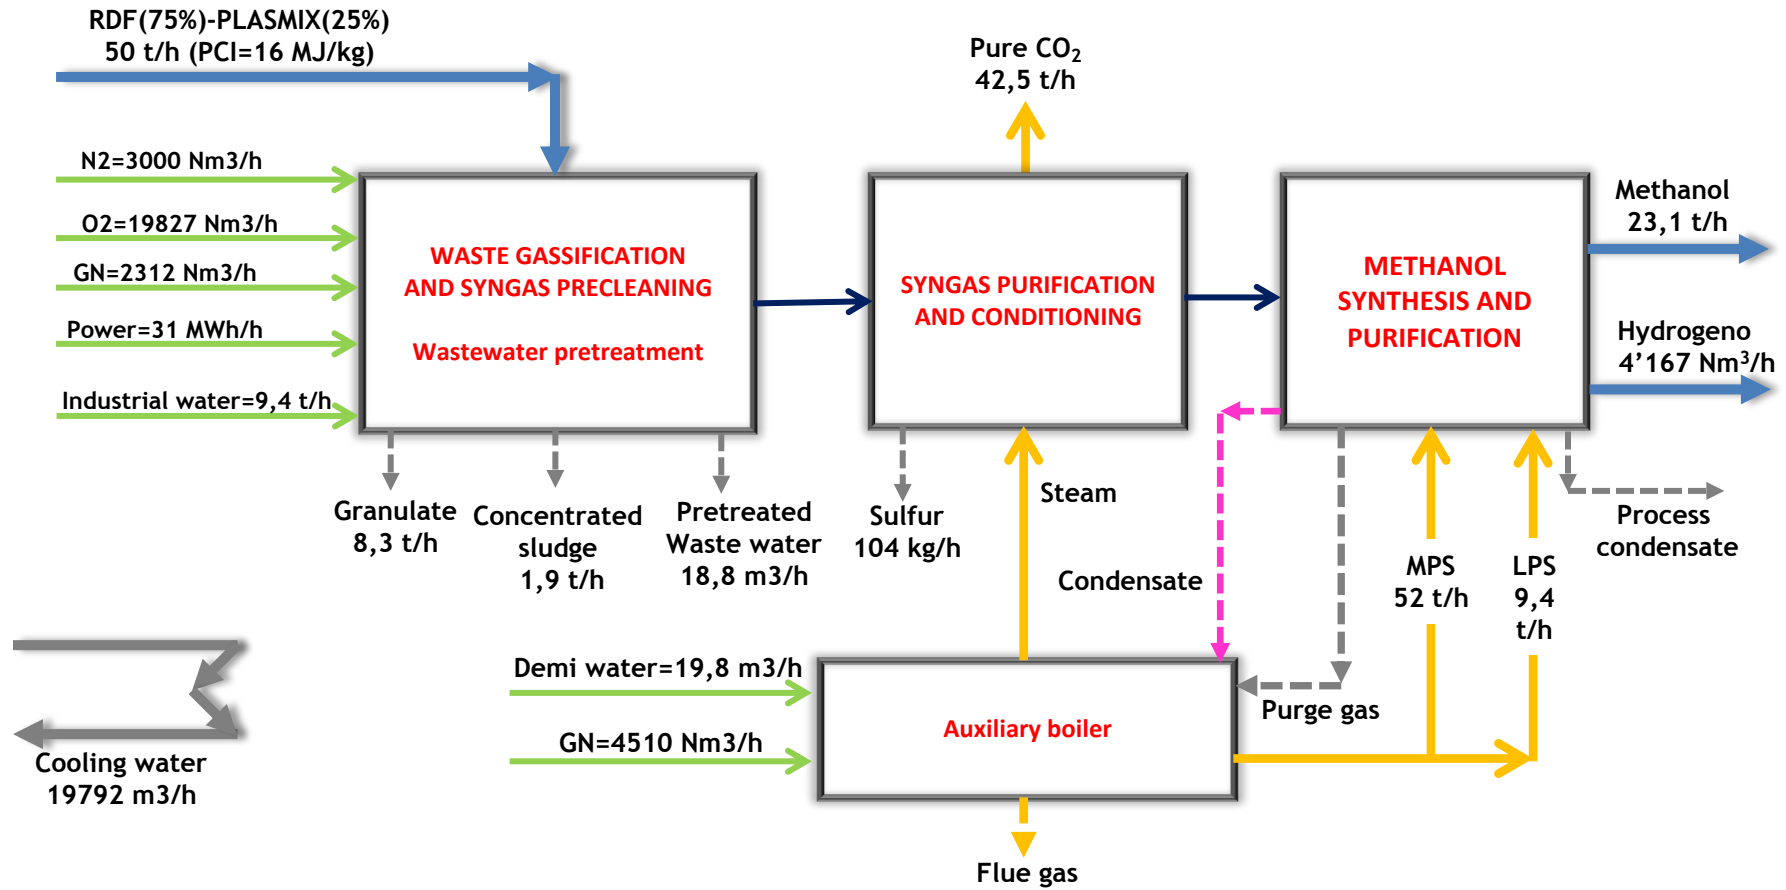 RDF(75%)-PLASMIX(25%)
50 t/h (PCI=16 MJ/kg)
Pure CO₂
42,5 t/h
N2=3000 Nm3/h
O2=19827 Nm3/h
GN=2312 Nm3/h
Power=31 MWh/h
Industrial water=9,4 t/h
WASTE GASSIFICATION
AND SYNGAS PRECLEANING
Wastewater pretreatment
SYNGAS PURIFICATION
AND CONDITIONING
METHANOL
SYNTHESIS AND
PURIFICATION
Methanol
23,1 t/h
Hydrogeno
4’167 Nm³/h
Granulate
8,3 t/h
Concentrated
sludge
1,9 t/h
Pretreated
Waste water
18,8 m3/h
Sulfur
104 kg/h
Steam
Condensate
MPS
52 t/h
LPS
9,4
t/h
Process
condensate
Cooling water
19792 m3/h
Demi water=19,8 m3/h
GN=4510 Nm3/h
Auxiliary boiler
Purge gas
Flue gas